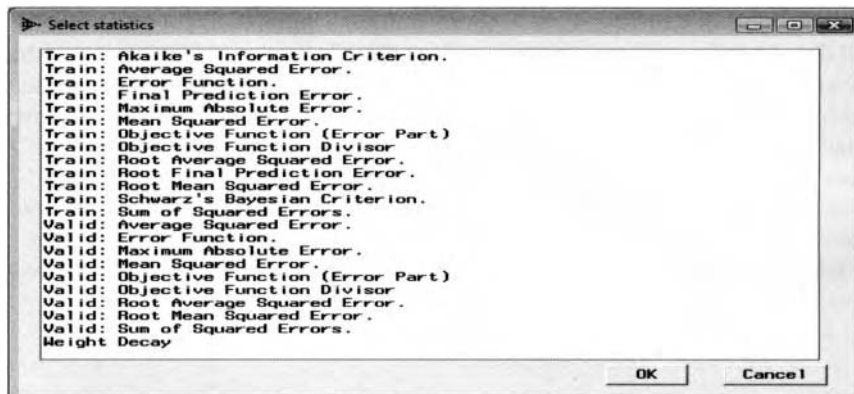 Select statistics
Train: Akaike's Information Criterion.
Train: Average Squared Error.
Train: Error Function.
Train: Final Prediction Error.
Train: Maximum Absolute Error.
Train: Mean Squared Error.
Train: Objective Function (Error Part)
Train: Objective Function Divisor
Train: Root Average Squared Error.
Train: Root Final Prediction Error.
Train: Root Mean Squared Error.
Train: Schwarz's Bayesian Criterion.
Train: Sum of Squared Errors.
Valid: Average Squared Error.
Valid: Error Function.
Valid: Maximum Absolute Error.
Valid: Mean Squared Error.
Valid: Objective Function (Error Part)
Valid: Objective Function Divisor
Valid: Root Average Squared Error.
Valid: Root Mean Squared Error.
Valid: Sum of Squared Errors.
Weight Decay
OK Cancel